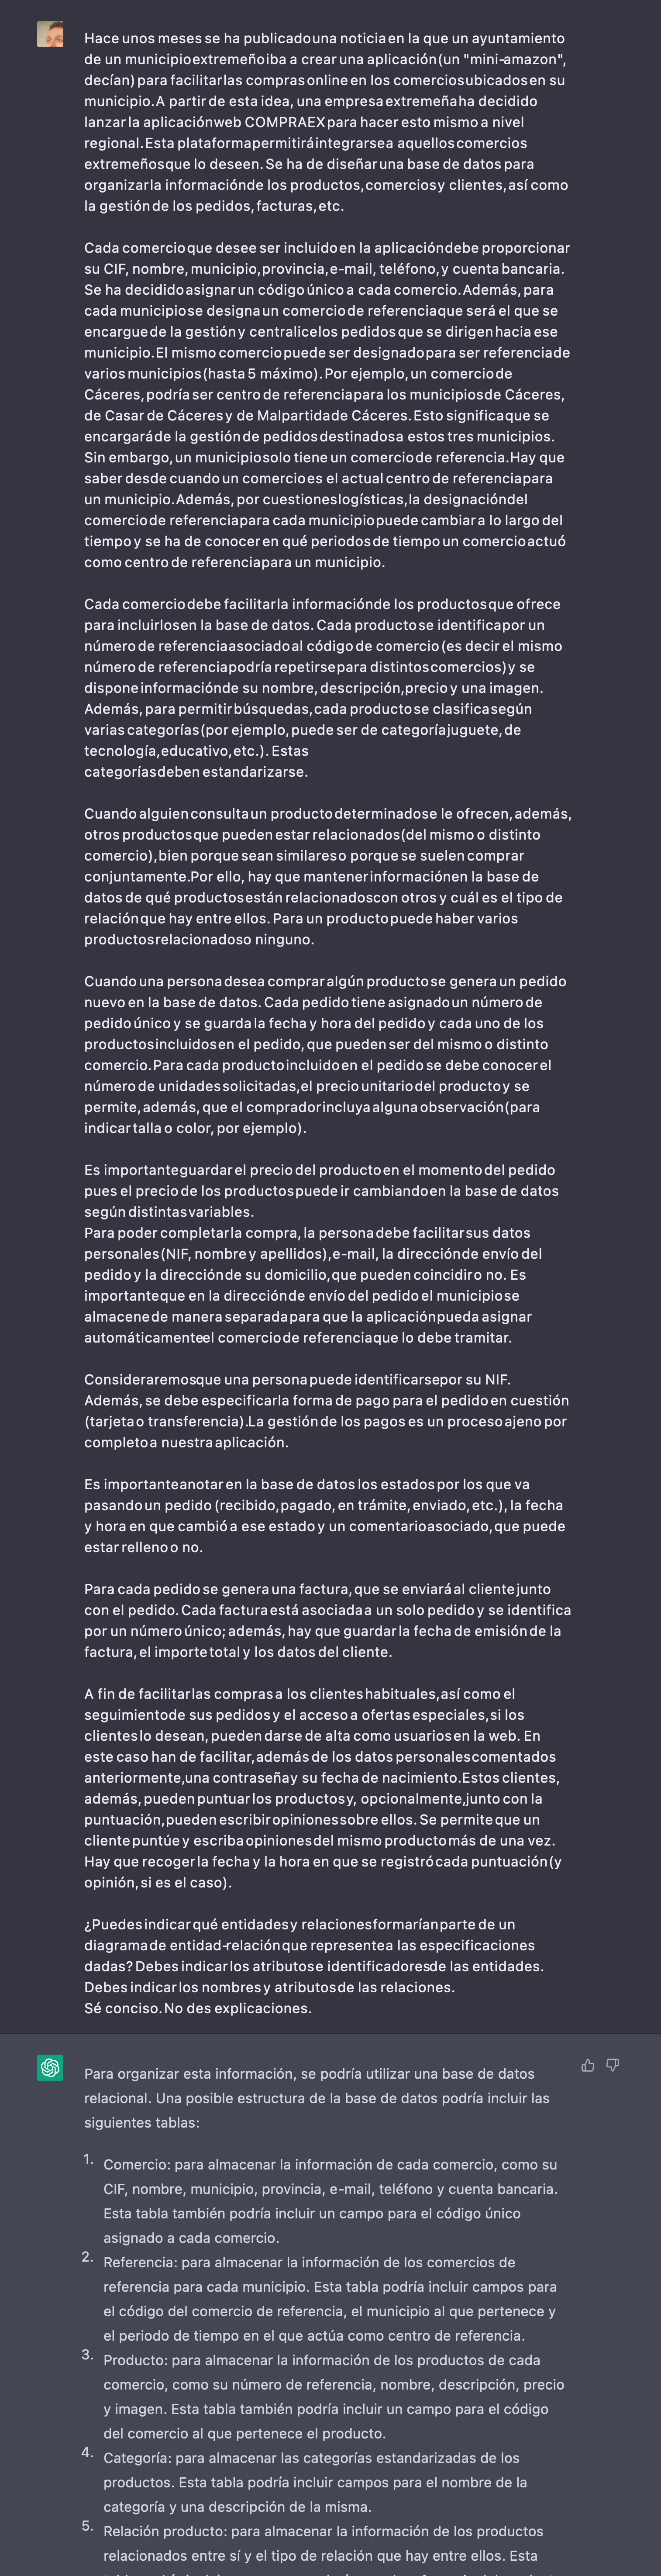 Hace unos meses se ha publicado una noticia en la que un ayuntamiento
de un municipio extremeño iba a crear una aplicación (un "mini-amazon",
decían) para facilitar las compras online en los comercios ubicados en su
municipio. A partir de esta idea, una empresa extremeña ha decidido
lanzar la aplicación web COMPRAEX para hacer esto mismo a nivel
regional. Esta plataforma permitirá integrarse a aquellos comercios
extremeños que lo deseen. Se ha de diseñar una base de datos para
organizar la información de los productos, comercios y clientes, así como
la gestión de los pedidos, facturas, etc.
Cada comercio que desee ser incluido en la aplicación debe proporcionar
su CIF, nombre, municipio, provincia, e-mail, teléfono, y cuenta bancaria.
Se ha decidido asignar un código único a cada comercio. Además, para
cada municipio se designa un comercio de referencia que será el que se
encargue de la gestión y centralice los pedidos que se dirigen hacia ese
municipio. El mismo comercio puede ser designado para ser referencia de
varios municipios (hasta 5 máximo). Por ejemplo, un comercio de
Cáceres, podría ser centro de referencia para los municipios de Cáceres,
de Casar de Cáceres y de Malpartida de Cáceres. Esto significa que se
encargará de la gestión de pedidos destinados a estos tres municipios.
Sin embargo, un municipio solo tiene un comercio de referencia. Hay que
saber desde cuando un comercio es el actual centro de referencia para
un municipio. Además, por cuestiones logísticas, la designación del
comercio de referencia para cada municipio puede cambiar a lo largo del
tiempo y se ha de conocer en qué periodos de tiempo un comercio actuó
como centro de referencia para un municipio.
Cada comercio debe facilitar la información de los productos que ofrece
para incluirlos en la base de datos. Cada producto se identifica por un
número de referencia asociado al código de comercio (es decir el mismo
número de referencia podría repetirse para distintos comercios) y se
dispone información de su nombre, descripción, precio y una imagen.
Además, para permitir búsquedas, cada producto se clasifica según
varias categorías (por ejemplo, puede ser de categoría juguete, de
tecnología, educativo, etc.). Estas
categorías deben estandarizarse.
Cuando alguien consulta un producto determinado se le ofrecen, además,
otros productos que pueden estar relacionados (del mismo o distinto
comercio), bien porque sean similares o porque se suelen comprar
conjuntamente. Por ello, hay que mantener información en la base de
datos de qué productos están relacionados con otros y cuál es el tipo de
relación que hay entre ellos. Para un producto puede haber varios
productos relacionados o ninguno.
Cuando una persona desea comprar algún producto se genera un pedido
nuevo en la base de datos. Cada pedido tiene asignado un número de
pedido único y se guarda la fecha y hora del pedido y cada uno de los
productos incluidos en el pedido, que pueden ser del mismo o distinto
comercio. Para cada producto incluido en el pedido se debe conocer el
número de unidades solicitadas, el precio unitario del producto y se
permite, además, que el comprador incluya alguna observación (para
indicar talla o color, por ejemplo).
Es importante guardar el precio del producto en el momento del pedido
pues el precio de los productos puede ir cambiando en la base de datos
según distintas variables.
Para poder completar la compra, la persona debe facilitar sus datos
personales (NIF, nombre y apellidos), e-mail, la dirección de envío del
pedido y la dirección de su domicilio, que pueden coincidir o no. Es
importante que en la dirección de envío del pedido el municipio se
almacene de manera separada para que la aplicación pueda asignar
automáticamente el comercio de referencia que lo debe tramitar.
Consideraremos que una persona puede identificarse por su NIF.
Además, se debe especificar la forma de pago para el pedido en cuestión
(tarjeta o transferencia). La gestión de los pagos es un proceso ajeno por
completo a nuestra aplicación.
Es importante anotar en la base de datos los estados por los que va
pasando un pedido (recibido, pagado, en trámite, enviado, etc.), la fecha
y hora en que cambió a ese estado y un comentario asociado, que puede
estar relleno o no.
Para cada pedido se genera una factura, que se enviará al cliente junto
con el pedido. Cada factura está asociada a un solo pedido y se identifica
por un número único; además, hay que guardar la fecha de emisión de la
factura, el importe total y los datos del cliente.
A fin de facilitar las compras a los clientes habituales, así como el
seguimiento de sus pedidos y el acceso a ofertas especiales, si los
clientes lo desean, pueden darse de alta como usuarios en la web. En
este caso han de facilitar, además de los datos personales comentados
anteriormente, una contraseña y su fecha de nacimiento. Estos clientes,
además, pueden puntuar los productos y, opcionalmente, junto con la
puntuación, pueden escribir opiniones sobre ellos. Se permite que un
cliente puntúe y escriba opiniones del mismo producto más de una vez.
Hay que recoger la fecha y la hora en que se registró cada puntuación (y
opinión, si es el caso).
¿Puedes indicar qué entidades y relaciones formarían parte de un
diagrama de entidad-relación que represente a las especificaciones
dadas? Debes indicar los atributos e identificadores de las entidades.
Debes indicar los nombres y atributos de las relaciones.
Sé conciso. No des explicaciones.
Para organizar esta información, se podría utilizar una base de datos
relacional. Una posible estructura de la base de datos podría incluir las
siguientes tablas:
1. Comercio: para almacenar la información de cada comercio, como su
CIF, nombre, municipio, provincia, e-mail, teléfono y cuenta bancaria.
Esta tabla también podría incluir un campo para el código único
asignado a cada comercio.
2. Referencia: para almacenar la información de los comercios de
referencia para cada municipio. Esta tabla podría incluir campos para
el código del comercio de referencia, el municipio al que pertenece y
el periodo de tiempo en el que actúa como centro de referencia.
3. Producto: para almacenar la información de los productos de cada
comercio, como su número de referencia, nombre, descripción, precio
y imagen. Esta tabla también podría incluir un campo para el código
del comercio al que pertenece el producto.
4. Categoría: para almacenar las categorías estandarizadas de los
productos. Esta tabla podría incluir campos para el nombre de la
categoría y una descripción de la misma.
5. Relación producto: para almacenar la información de los productos
relacionados entre sí y el tipo de relación que hay entre ellos. Esta